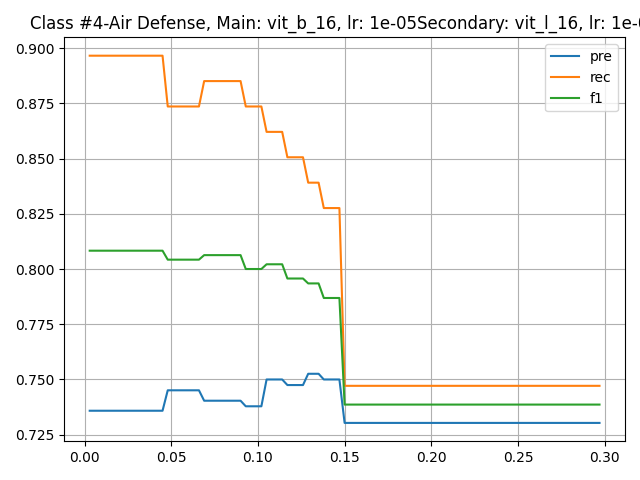 Class #4-Air Defense, Main: vit_b_16, lr: 1e-05Secondary: vit_l_16, lr: 1e-
0.900
0.875
0.850
0.825
0.800
0.775
0.750
0.725
pre
rec
f1
0.00 0.05 0.10 0.15 0.20 0.25 0.30